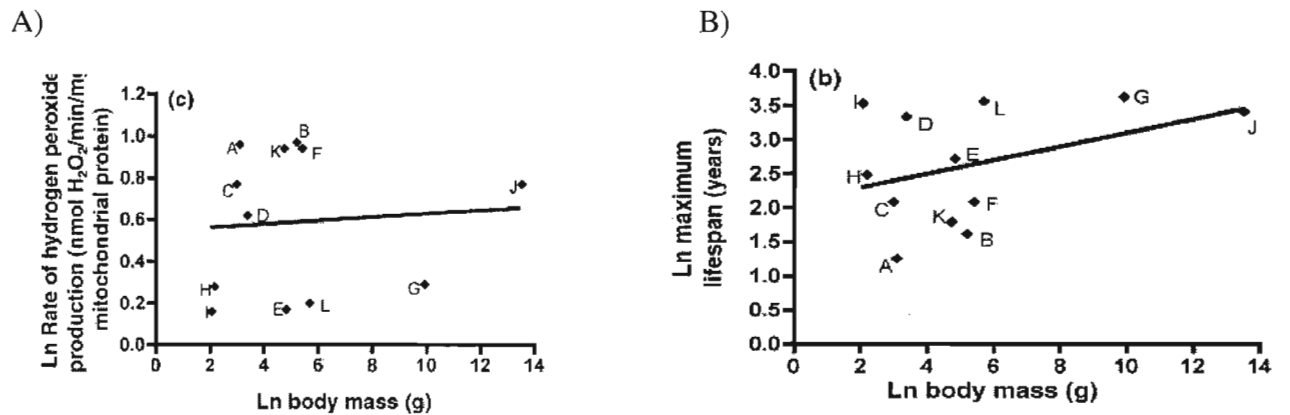 A)
B)
Ln Rate of hydrogen peroxide
production (nmol H2O2/min/mg
mitochondrial protein)
(c)
1.2
1.0
0.8
0.6
0.4
0.2
0.0
A
K
B
F
C
D
J
H
I
E
L
G
0 2 4 6 8 10 12 14
Ln body mass (g)
Ln maximum
lifespan (years)
(b)
4.0
3.5
3.0
2.5
2.0
1.5
1.0
0.5
0.0
I
D
L
G
J
H
E
C
K
F
B
A
0 2 4 6 8 10 12 14
Ln body mass (g)